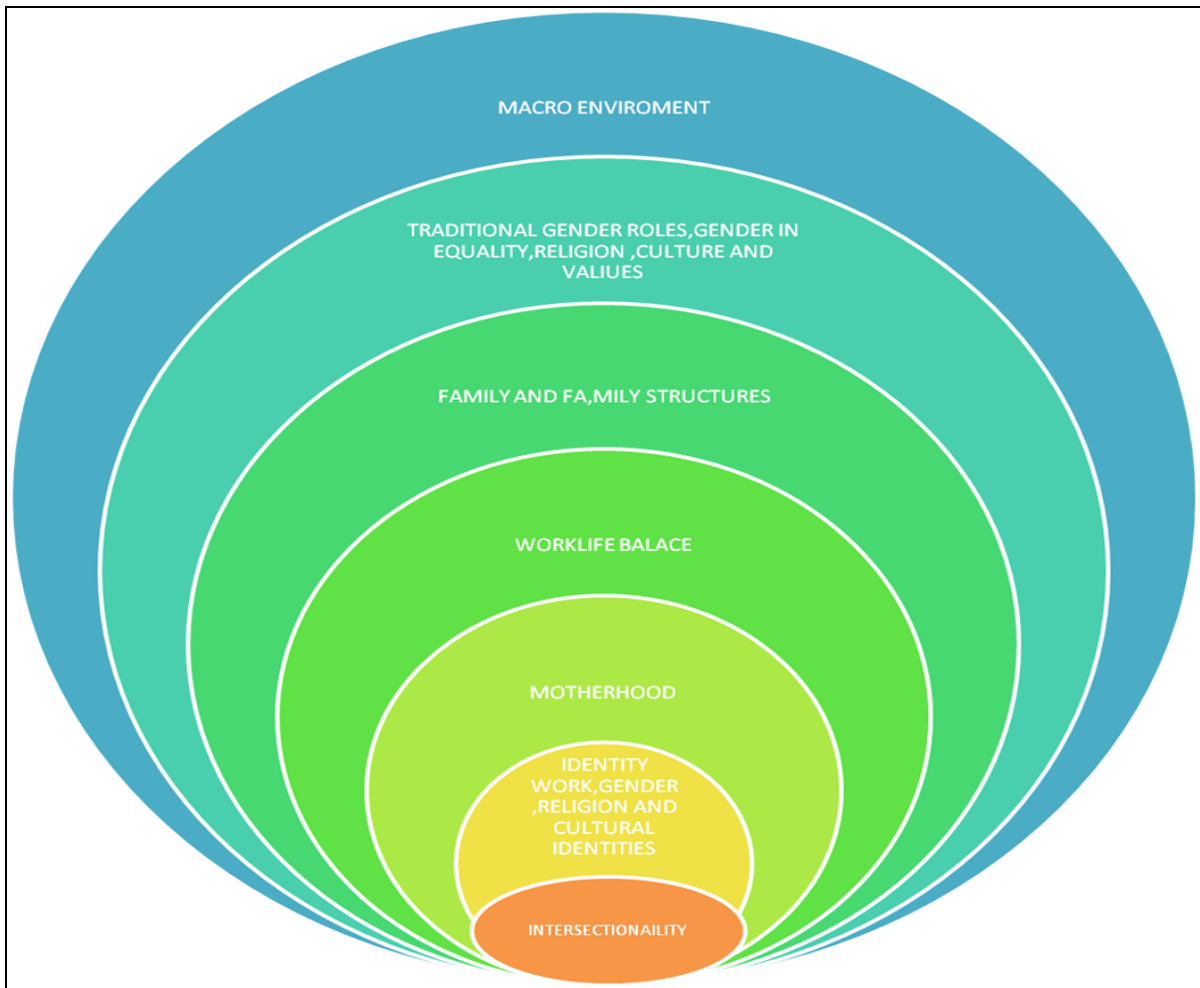 MACRO ENVIROMENT
TRADITIONAL GENDER ROLES,GENDER IN
EQUALITY,RELIGION ,CULTURE AND
VALIUES
FAMILY AND FA,MILY STRUCTURES
WORKLIFE BALACE
MOTHERHOOD
IDENTITY
WORK,GENDER
,RELIGION AND
CULTURAL
IDENTITIES
INTERSECTIONAILITY